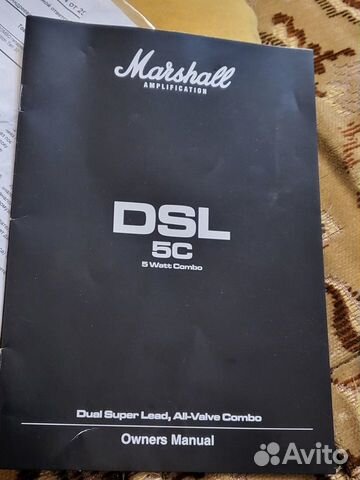 Marshall
AMPLIFICATION
DSL
5C
5 Watt Combo
Dual Super Lead, All-Valve Combo
Owners Manual
Avito